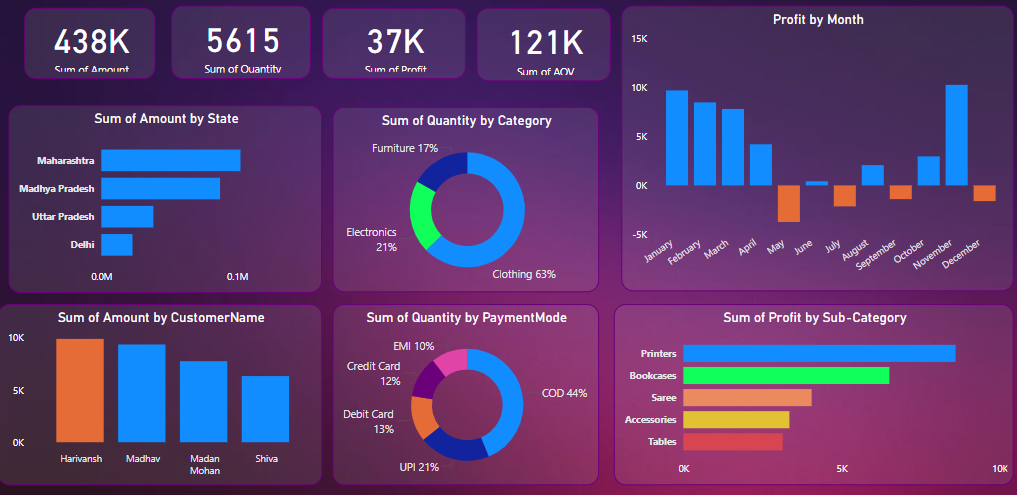 438K
Sum of Amount
5615
Sum of Quantity
37K
Sum of Profit
121K
Sum of AOV
Profit by Month
15K
10K
5K
0K
-5K
January
February
March
April
May
June
July
August
September
October
November
December
Sum of Amount by State
Maharashtra
Madhya Pradesh
Uttar Pradesh
Delhi
0.0M
0.1M
Sum of Quantity by Category
Furniture 17%
Electronics
21%
Clothing 63%
Sum of Amount by CustomerName
10K
5K
0K
Harivansh
Madhav
Madan
Mohan
Shiva
Sum of Quantity by PaymentMode
EMI 10%
Credit Card
12%
Debit Card
13%
UPI 21%
COD 44%
Sum of Profit by Sub-Category
Printers
Bookcases
Saree
Accessories
Tables
0K
5K
10K